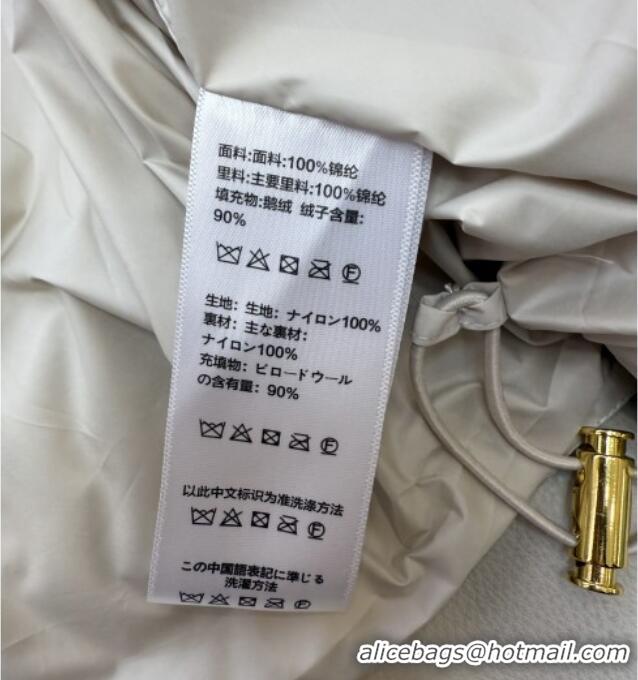 面料:面料:100%锦纶
里料:主要里料:100%锦纶
填充物:鹅绒 绒子含量:
90%
生地: 生地: ナイロン100%
裏材: 主な裏材:
ナイロン100%
充填物: ビロードウール
の含有量: 90%
以此中文标识为准洗涤方法
この中国語表記に準じる
洗濯方法
alicebags@hotmail.com